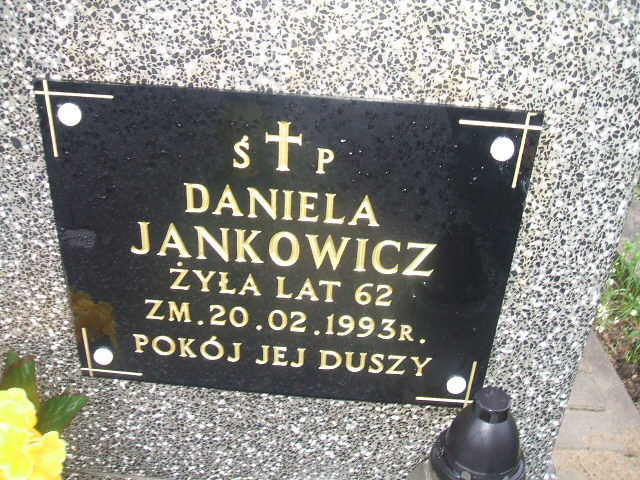 Ś P
DANIELA
JANKOWICZ
ŻYŁA LAT 62
ZM. 20.02.1993R.
POKÓJ JEJ DUSZY